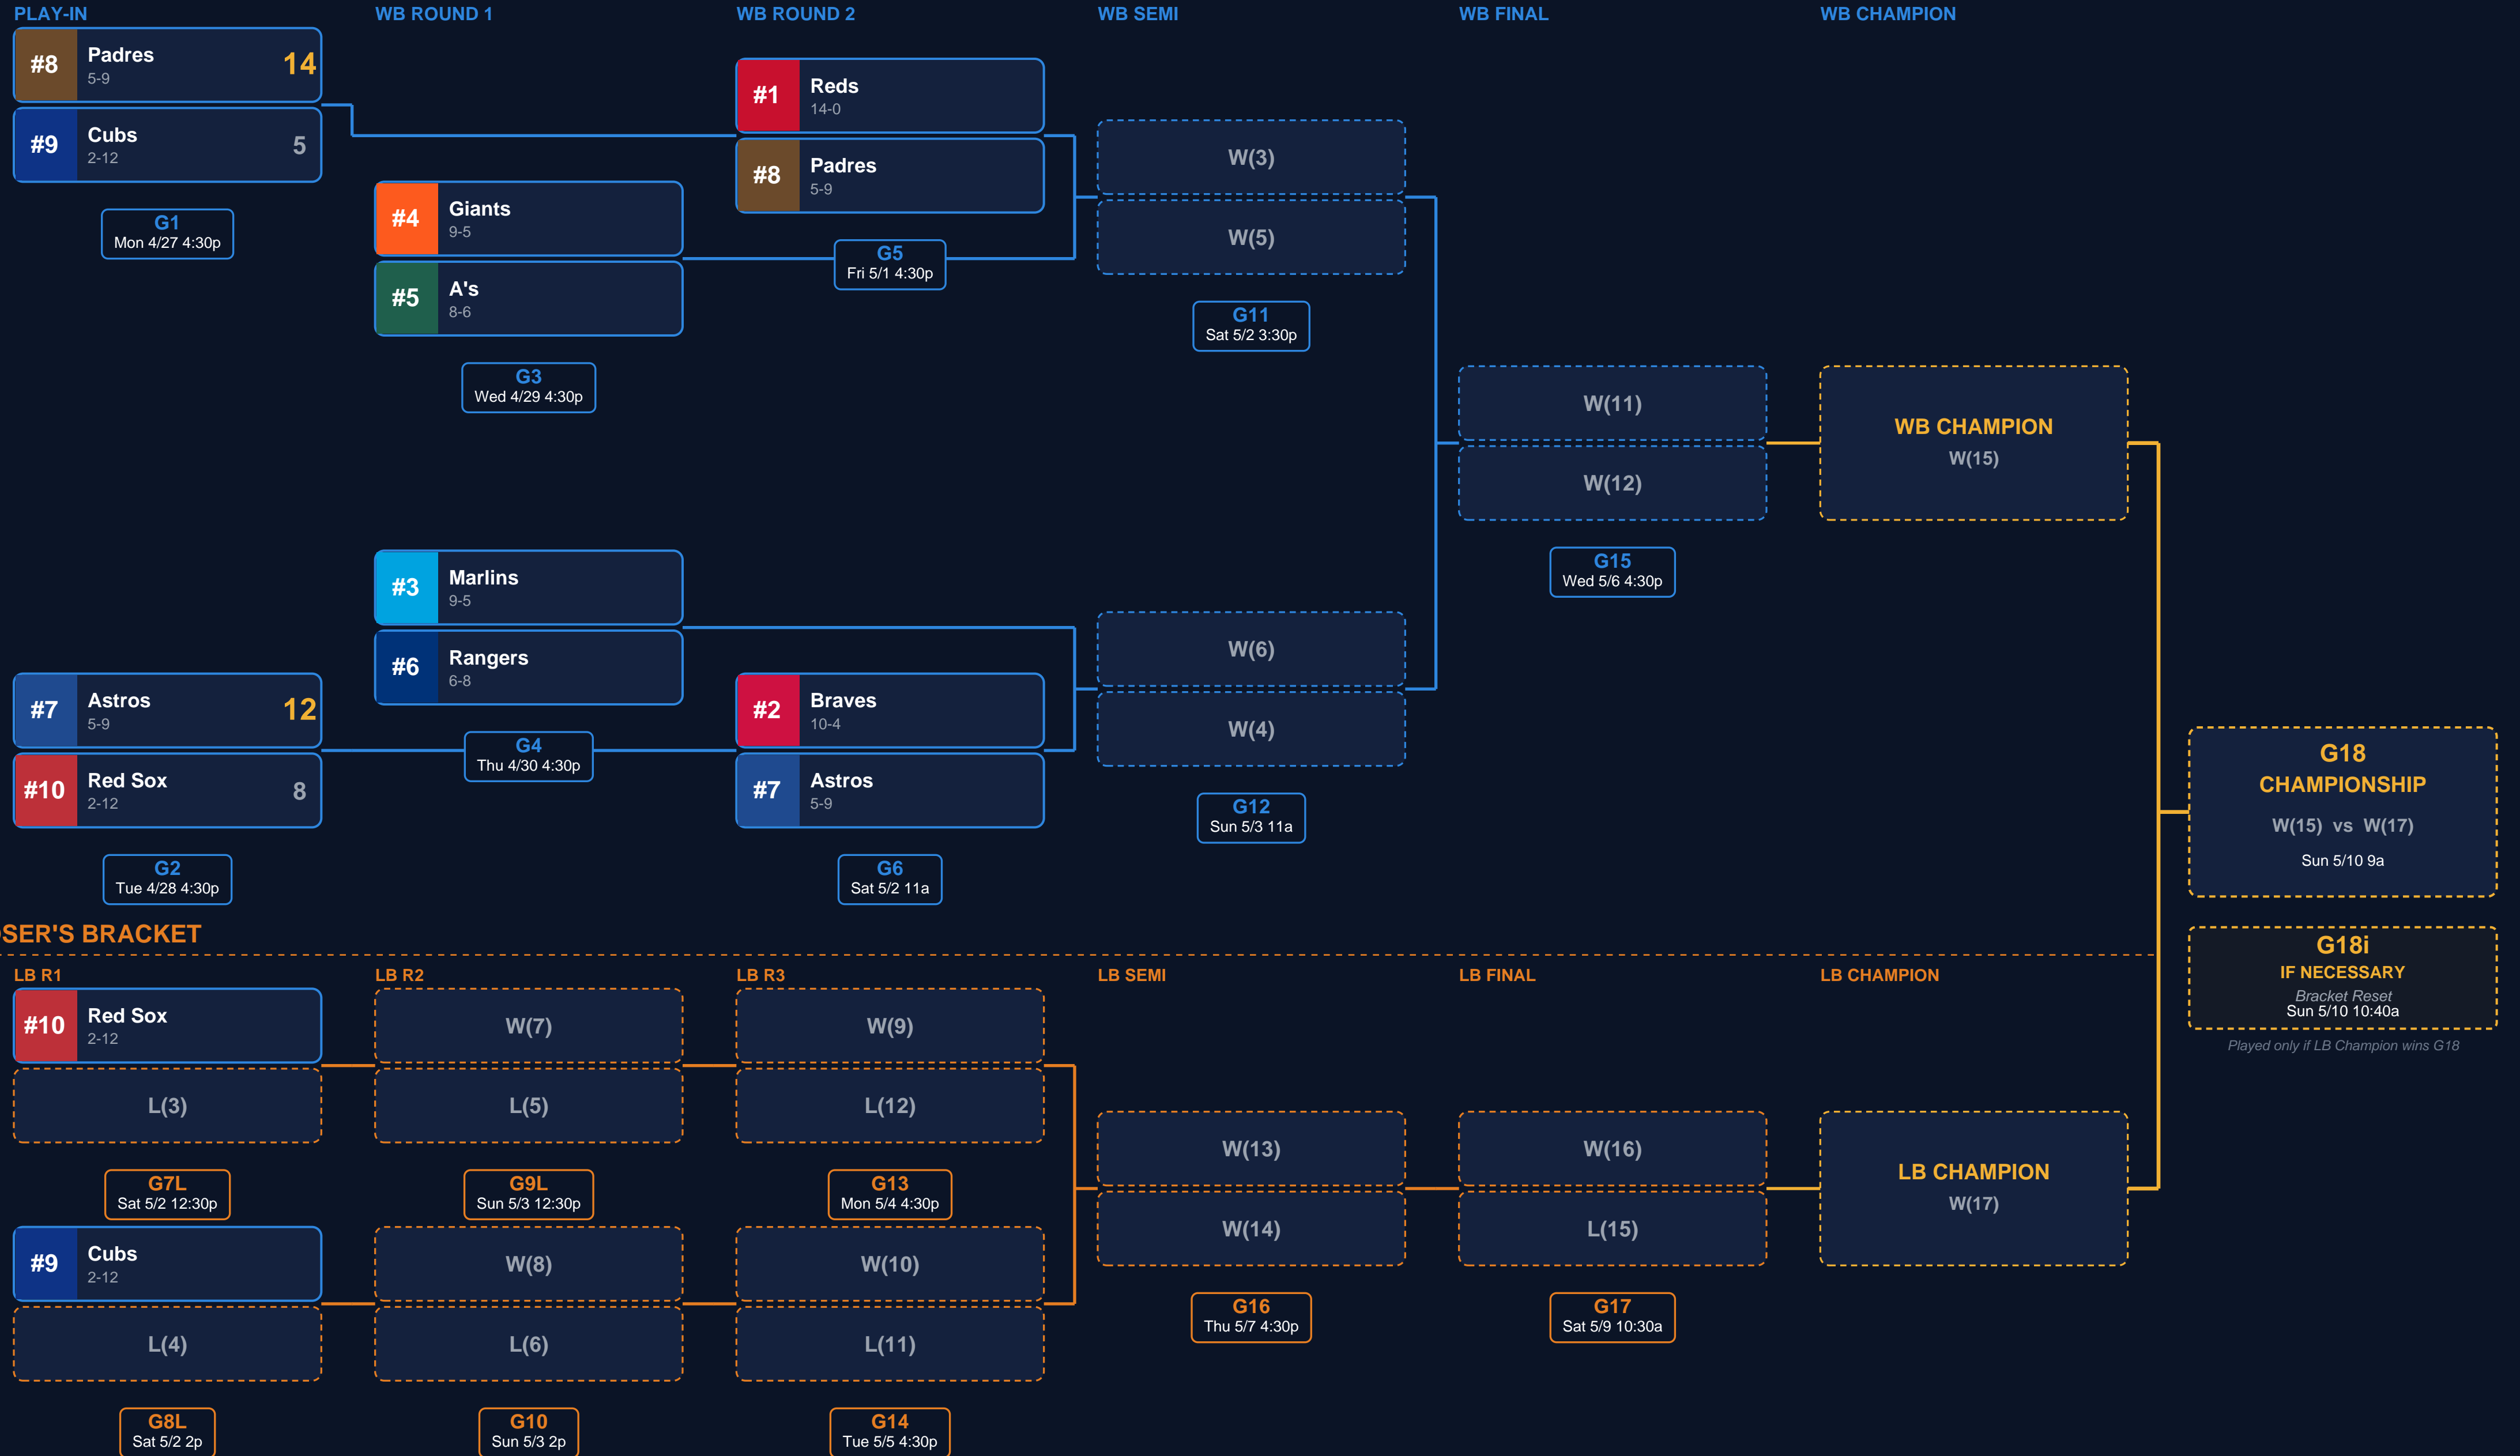 PLAY-IN
WB ROUND 1
WB ROUND 2
WB SEMI
WB FINAL
WB CHAMPION
#8
Padres
5-9
14
#9
Cubs
2-12
5
G1
Mon 4/27 4:30p
#4
Giants
9-5
#5
A's
8-6
G3
Wed 4/29 4:30p
#1
Reds
14-0
#8
Padres
5-9
G5
Fri 5/1 4:30p
W(3)
W(5)
G11
Sat 5/2 3:30p
W(11)
W(12)
G15
Wed 5/6 4:30p
WB CHAMPION
W(15)
#3
Marlins
9-5
#6
Rangers
6-8
G4
Thu 4/30 4:30p
#7
Astros
5-9
12
#10
Red Sox
2-12
8
G2
Tue 4/28 4:30p
#2
Braves
10-4
#7
Astros
5-9
G6
Sat 5/2 11a
W(6)
W(4)
G12
Sun 5/3 11a
G18
CHAMPIONSHIP
W(15) vs W(17)
Sun 5/10 9a
G18i
IF NECESSARY
Bracket Reset
Sun 5/10 10:40a
Played only if LB Champion wins G18
SER'S BRACKET
LB R1
LB R2
LB R3
LB SEMI
LB FINAL
LB CHAMPION
#10
Red Sox
2-12
L(3)
G7L
Sat 5/2 12:30p
W(7)
L(5)
G9L
Sun 5/3 12:30p
W(9)
L(12)
G13
Mon 5/4 4:30p
#9
Cubs
2-12
L(4)
G8L
Sat 5/2 2p
W(8)
L(6)
G10
Sun 5/3 2p
W(10)
L(11)
G14
Tue 5/5 4:30p
W(13)
W(14)
G16
Thu 5/7 4:30p
W(16)
L(15)
G17
Sat 5/9 10:30a
LB CHAMPION
W(17)